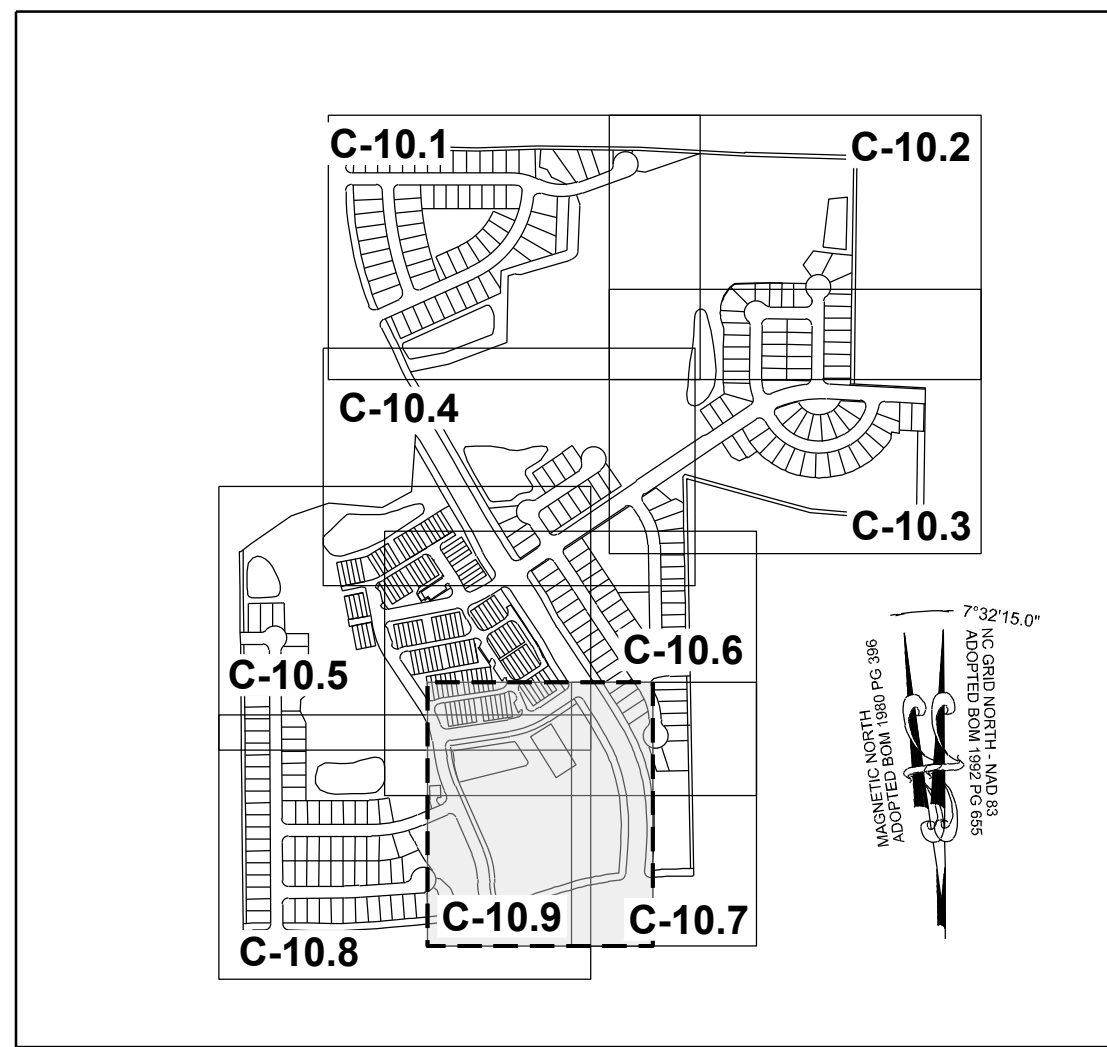 C-10.1
C-10.2
C-10.4
C-10.3
C-10.6
C-10.5
C-10.9
C-10.7
C-10.8
7°32'15.0"
MAGNETIC NORTH
ADOPTED BOM 1980 PG 396
NC GRID NORTH - NAD 83
ADOPTED BOM 1992 PG 655